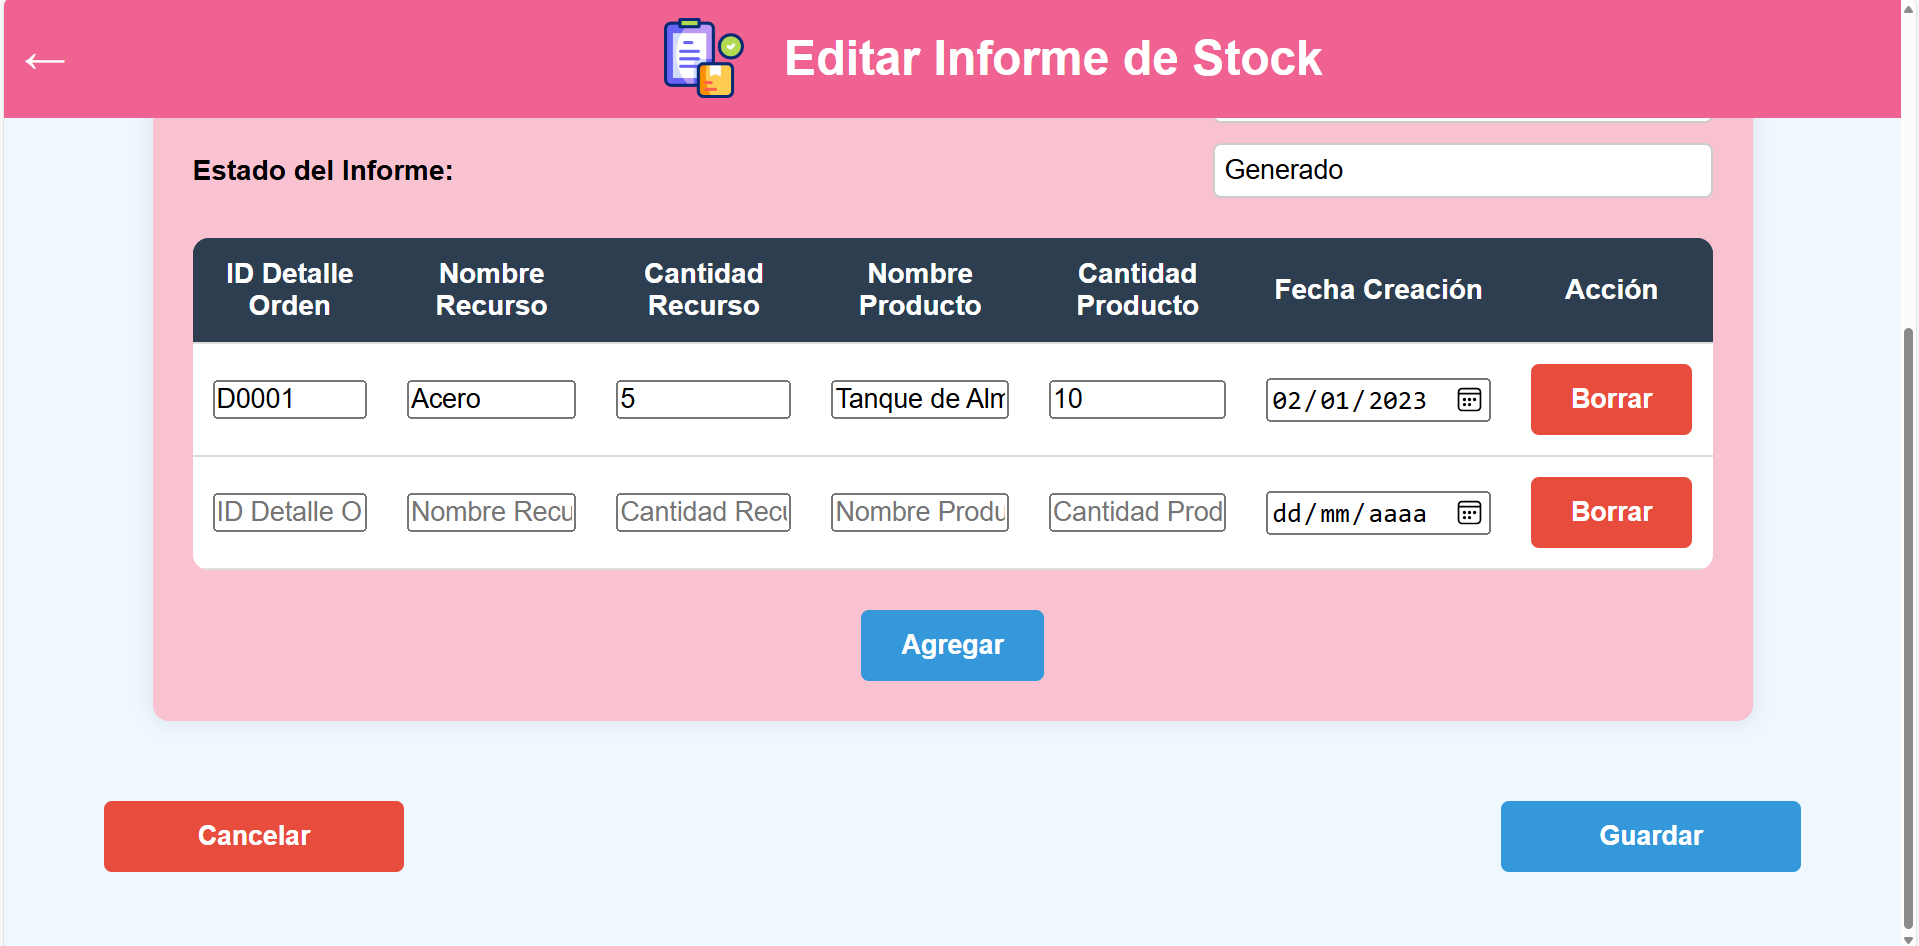 Editar Informe de Stock
Estado del Informe:
Generado
ID Detalle Orden
Nombre Recurso
Cantidad Recurso
Nombre Producto
Cantidad Producto
Fecha Creación
Acción
D0001
Acero
5
Tanque de Alm
10
02/01/2023
Borrar
ID Detalle O
Nombre Recu
Cantidad Recu
Nombre Produ
Cantidad Prod
dd/mm/aaaa
Borrar
Agregar
Cancelar
Guardar